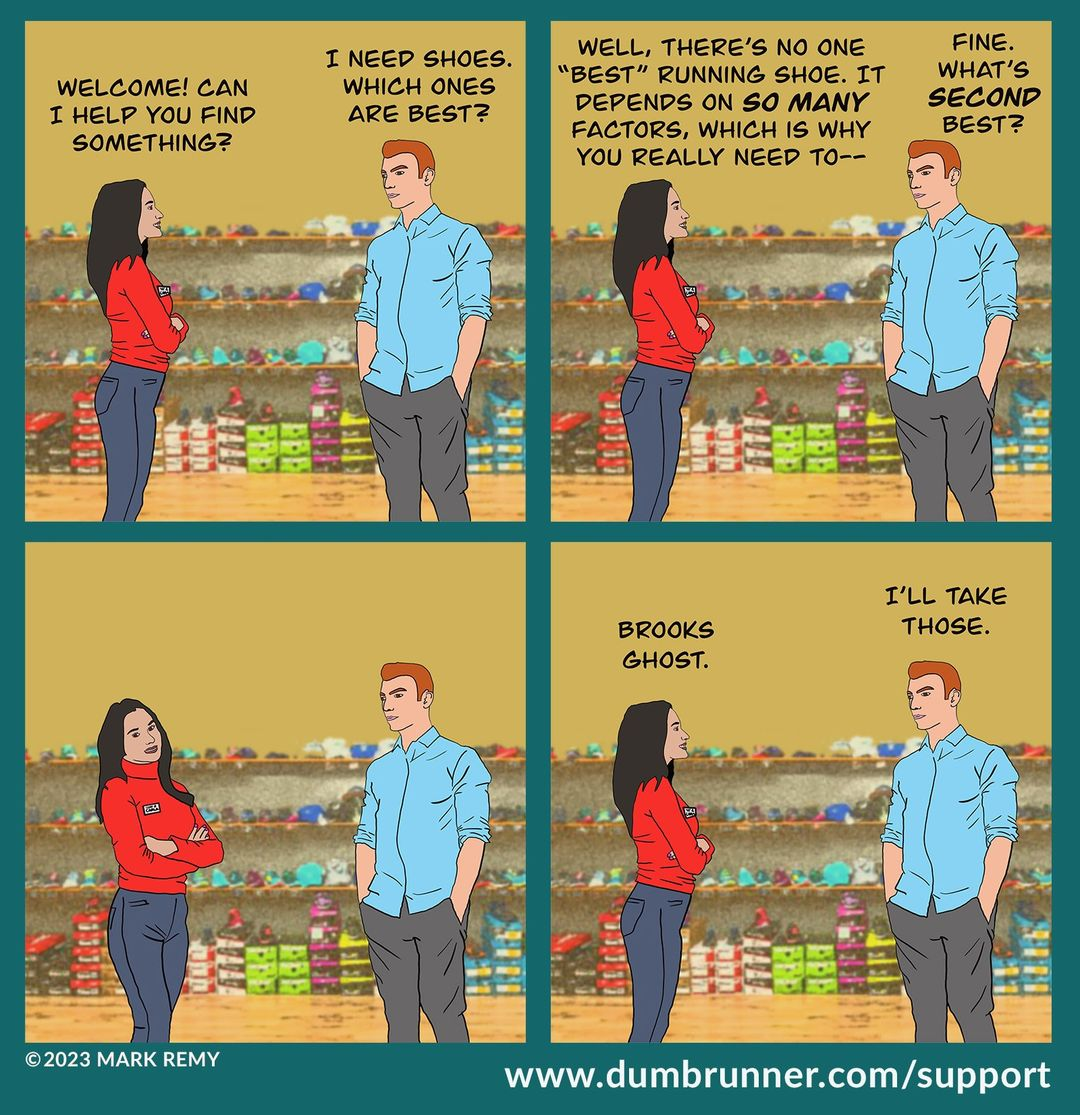 WELCOME! CAN
I HELP YOU FIND
SOMETHING?
I NEED SHOES.
WHICH ONES
ARE BEST?
WELL, THERE'S NO ONE
"BEST" RUNNING SHOE. IT
DEPENDS ON SO MANY
FACTORS, WHICH IS WHY
YOU REALLY NEED TO--
FINE.
WHAT'S
SECOND
BEST?
BROOKS
GHOST.
I'LL TAKE
THOSE.
©2023 MARK REMY
www.dumbrunner.com/support